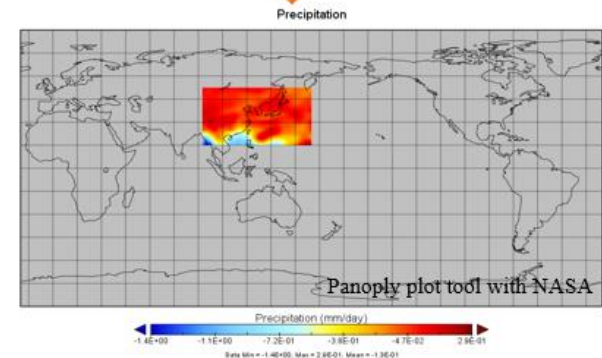 Precipitation
Panoply plot tool with NASA
Precipitation (mm/day)
-1.4E+00 -1.1E+00 -7.2E-01 -3.8E-01 -4.7E-02 2.9E-01
Data Min = -1.4E+00, Max = 2.9E-01, Mean = -1.3E-01